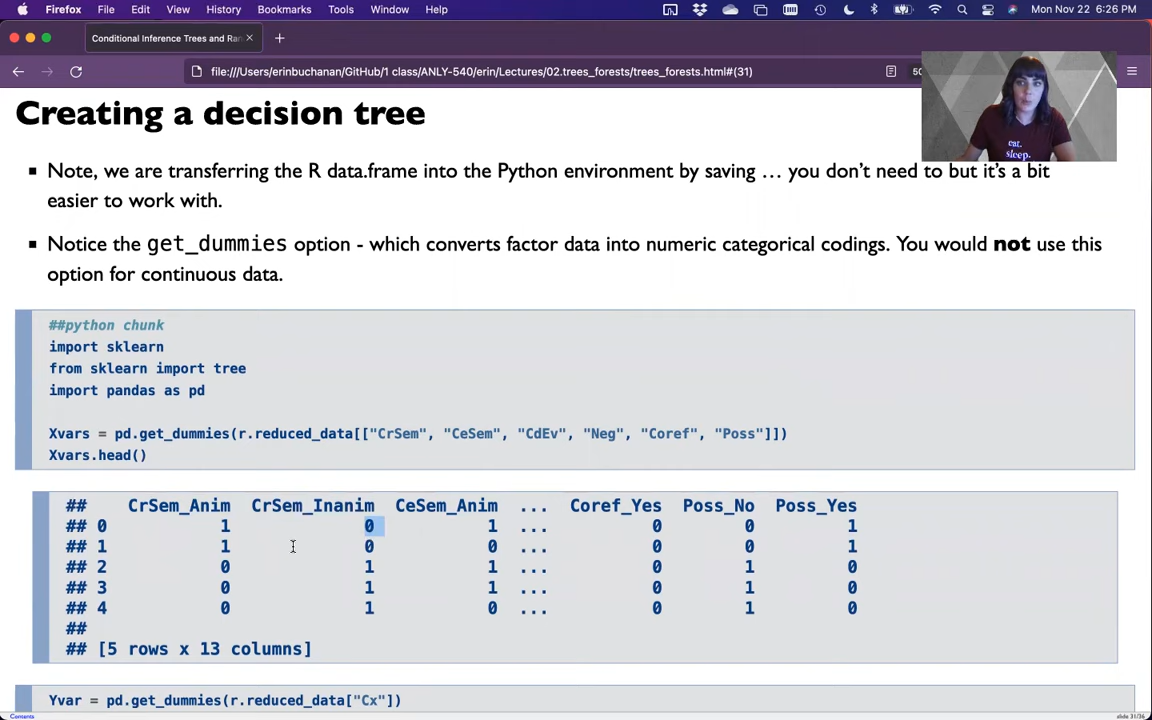 Firefox File Edit View History Bookmarks Tools Window Help Mon Nov 22 6:26 PM
Conditional Inference Trees and Ran
file:///Users/erinbuchanan/GitHub/1 class/ANLY-540/erin/Lectures/02.trees_forests/trees_forests.html#(31) 50
Creating a decision tree
eat.
sleep.
Note, we are transferring the R data.frame into the Python environment by saving … you don't need to but it's a bit
easier to work with.
Notice the get_dummies option - which converts factor data into numeric categorical codings. You would not use this
option for continuous data.
##python chunk
import sklearn
from sklearn import tree
import pandas as pd
Xvars = pd.get_dummies(r.reduced_data[["CrSem", "CeSem", "CdEv", "Neg", "Coref", "Poss"]])
Xvars.head()
## CrSem_Anim CrSem_Inanim CeSem_Anim ... Coref_Yes Poss_No Poss_Yes
## 0 1 0 1 ... 0 0 1
## 1 1 0 0 ... 0 0 1
## 2 0 1 1 ... 0 1 0
## 3 0 1 1 ... 0 1 0
## 4 0 1 0 ... 0 1 0
##
## [5 rows x 13 columns]
Yvar = pd.get_dummies(r.reduced_data["Cx"])
Contents slide 31/36